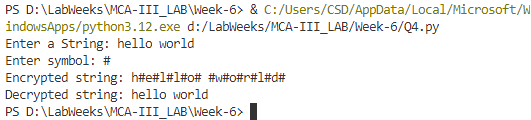 PS D:\LabWeeks\MCA-III_LAB\Week-6> & C:/Users/CSD/AppData/Local/Microsoft/W
indowsApps/python3.12.exe d:/LabWeeks/MCA-III_LAB/Week-6/Q4.py
Enter a String: hello world
Enter symbol: #
Encrypted string: h#e#l#l#o# #w#o#r#l#d#
Decrypted string: hello world
PS D:\LabWeeks\MCA-III_LAB\Week-6>